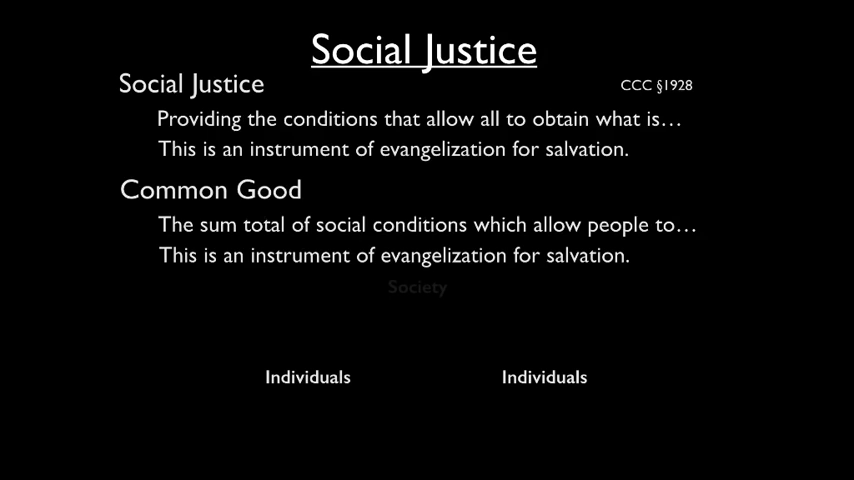 Social Justice
Social Justice CCC §1928
Providing the conditions that allow all to obtain what is…
This is an instrument of evangelization for salvation.
Common Good
The sum total of social conditions which allow people to…
This is an instrument of evangelization for salvation.
Society
Individuals Individuals